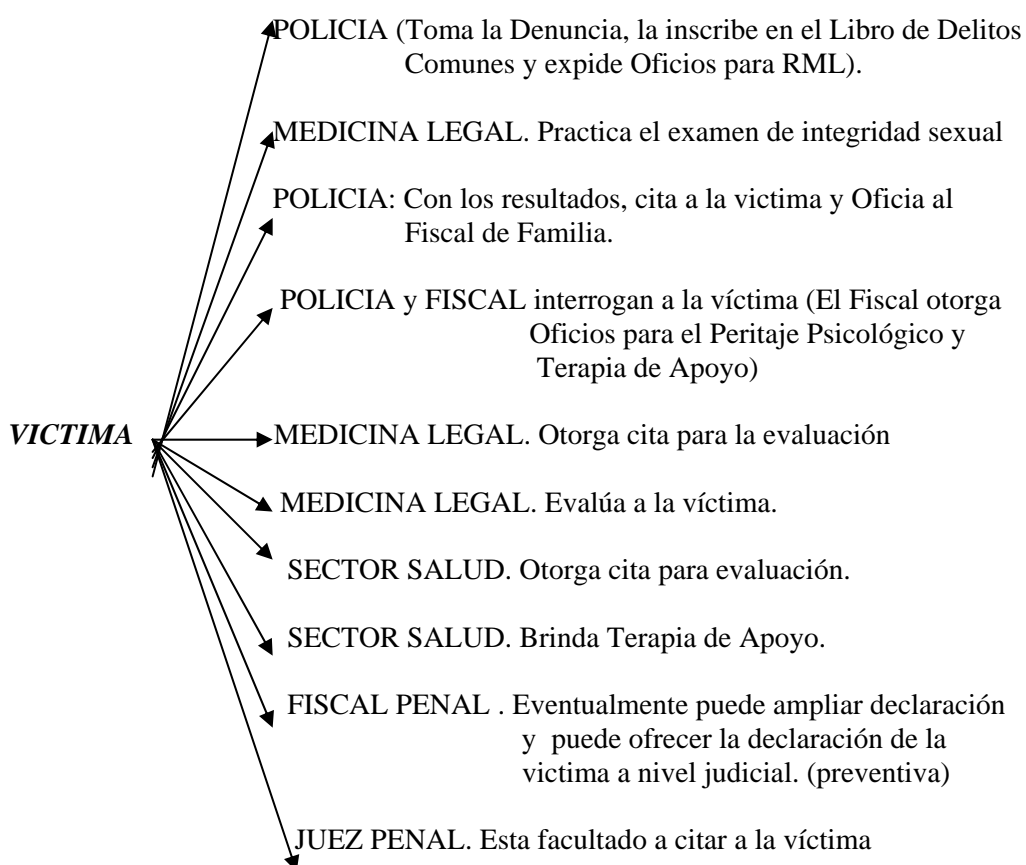 POLICIA (Toma la Denuncia, la inscribe en el Libro de Delitos
Comunes y expide Oficios para RML).
MEDICINA LEGAL. Practica el examen de integridad sexual
POLICIA: Con los resultados, cita a la victima y Oficia al
Fiscal de Familia.
POLICIA y FISCAL interrogan a la víctima (El Fiscal otorga
Oficios para el Peritaje Psicológico y
Terapia de Apoyo)
VICTIMA
MEDICINA LEGAL. Otorga cita para la evaluación
MEDICINA LEGAL. Evalúa a la víctima.
SECTOR SALUD. Otorga cita para evaluación.
SECTOR SALUD. Brinda Terapia de Apoyo.
FISCAL PENAL . Eventualmente puede ampliar declaración
y puede ofrecer la declaración de la
victima a nivel judicial. (preventiva)
JUEZ PENAL. Esta facultado a citar a la víctima